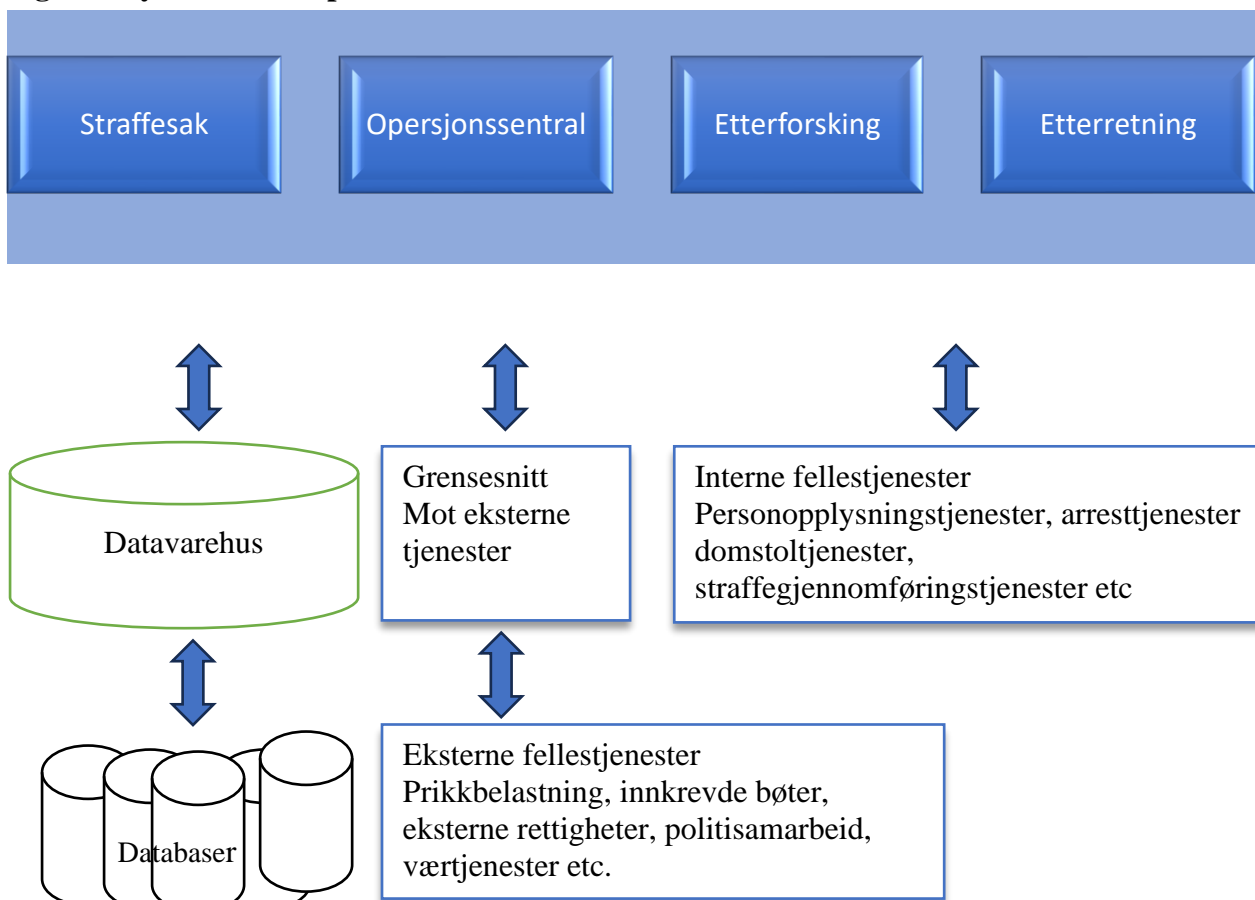 Straffesak
Opersjonssentral
Etterforsking
Etterretning
Datavarehus
Grensesnitt
Mot eksterne
tjenester
Interne fellestjenester
Personopplysningstjenester, arresttjenester
domstoltjenester,
straffegjennomføringstjenester etc
Databaser
Eksterne fellestjenester
Prikkbelastning, innkrevde bøter,
eksterne rettigheter, politisamarbeid,
værtjenester etc.